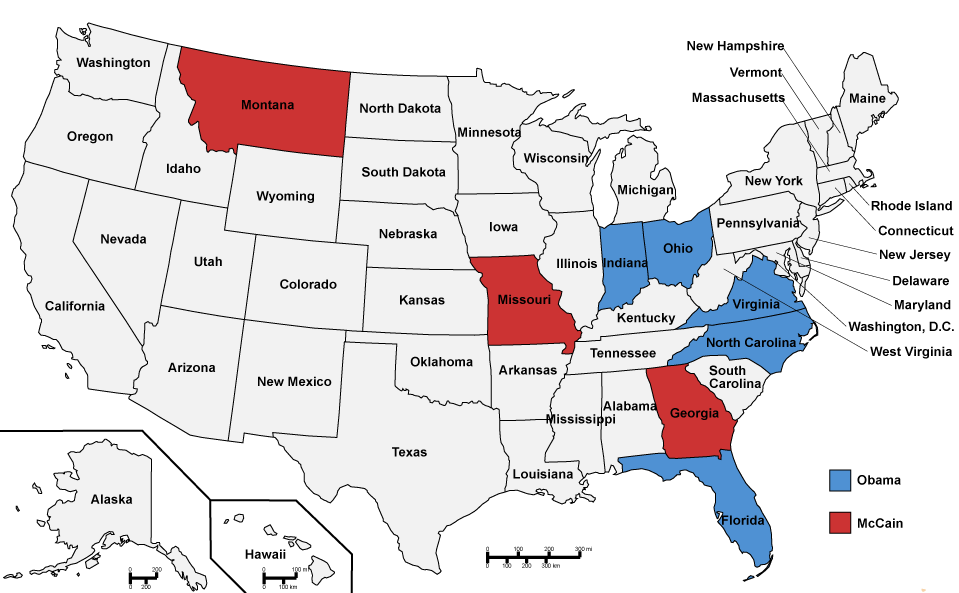 New Hampshire
Vermont
Massachusetts
Washington
Montana
North Dakota
Minnesota
Maine
Oregon
Idaho
South Dakota
Wisconsin
Michigan
New York
Wyoming
Rhode Island
Connecticut
Nevada
Nebraska
Iowa
Pennsylvania
New Jersey
Utah
Colorado
Illinois
Indiana
Ohio
Delaware
California
Kansas
Missouri
Kentucky
Virginia
Maryland
Washington, D.C.
West Virginia
Arizona
New Mexico
Oklahoma
Arkansas
Tennessee
North Carolina
South
Carolina
Mississippi
Alabama
Georgia
Texas
Louisiana
Florida
Obama
McCain
Alaska
Hawaii
0 100 200 300 mi
0 100 200 300 km
0 200
0 200
0 100 mi
0 100 km